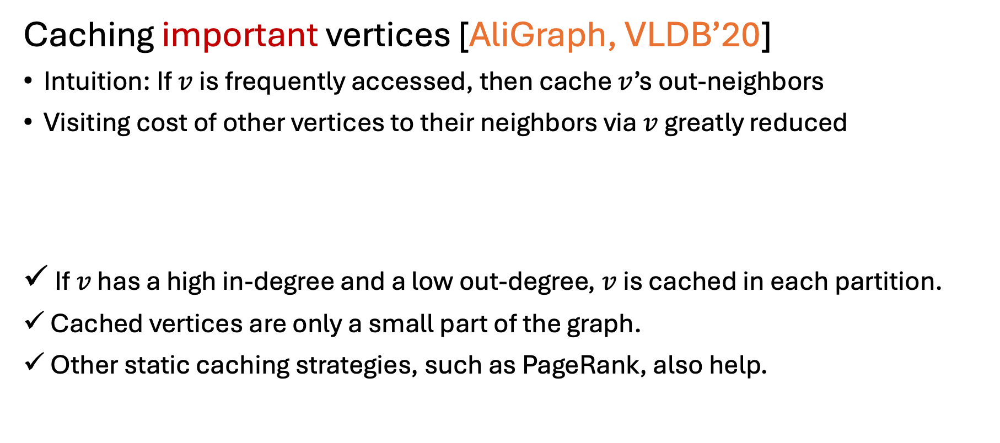 Caching important vertices [AliGraph, VLDB’20]
• Intuition: If 𝑣 is frequently accessed, then cache 𝑣’s out-neighbors
• Visiting cost of other vertices to their neighbors via 𝑣 greatly reduced
✓ If 𝑣 has a high in-degree and a low out-degree, 𝑣 is cached in each partition.
✓ Cached vertices are only a small part of the graph.
✓ Other static caching strategies, such as PageRank, also help.